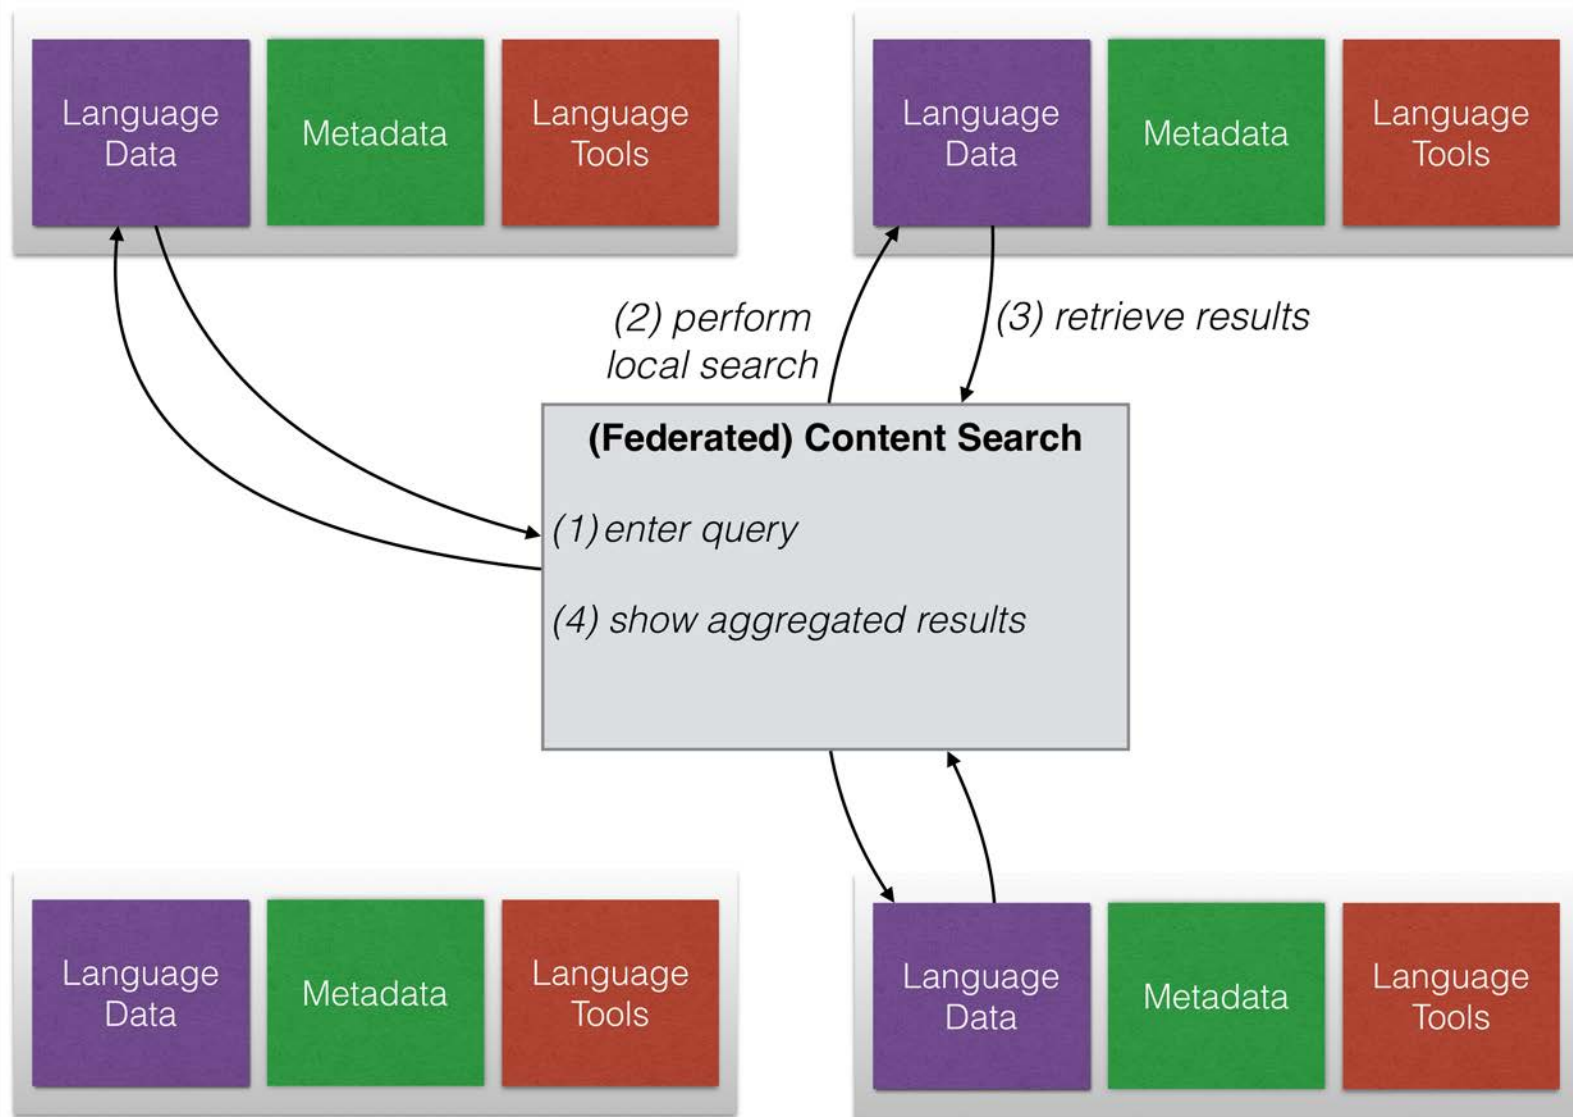 Language
Data
Metadata
Language
Tools
Language
Data
Metadata
Language
Tools
(2) perform
local search
(3) retrieve results
(Federated) Content Search
(1) enter query
(4) show aggregated results
Language
Data
Metadata
Language
Tools
Language
Data
Metadata
Language
Tools